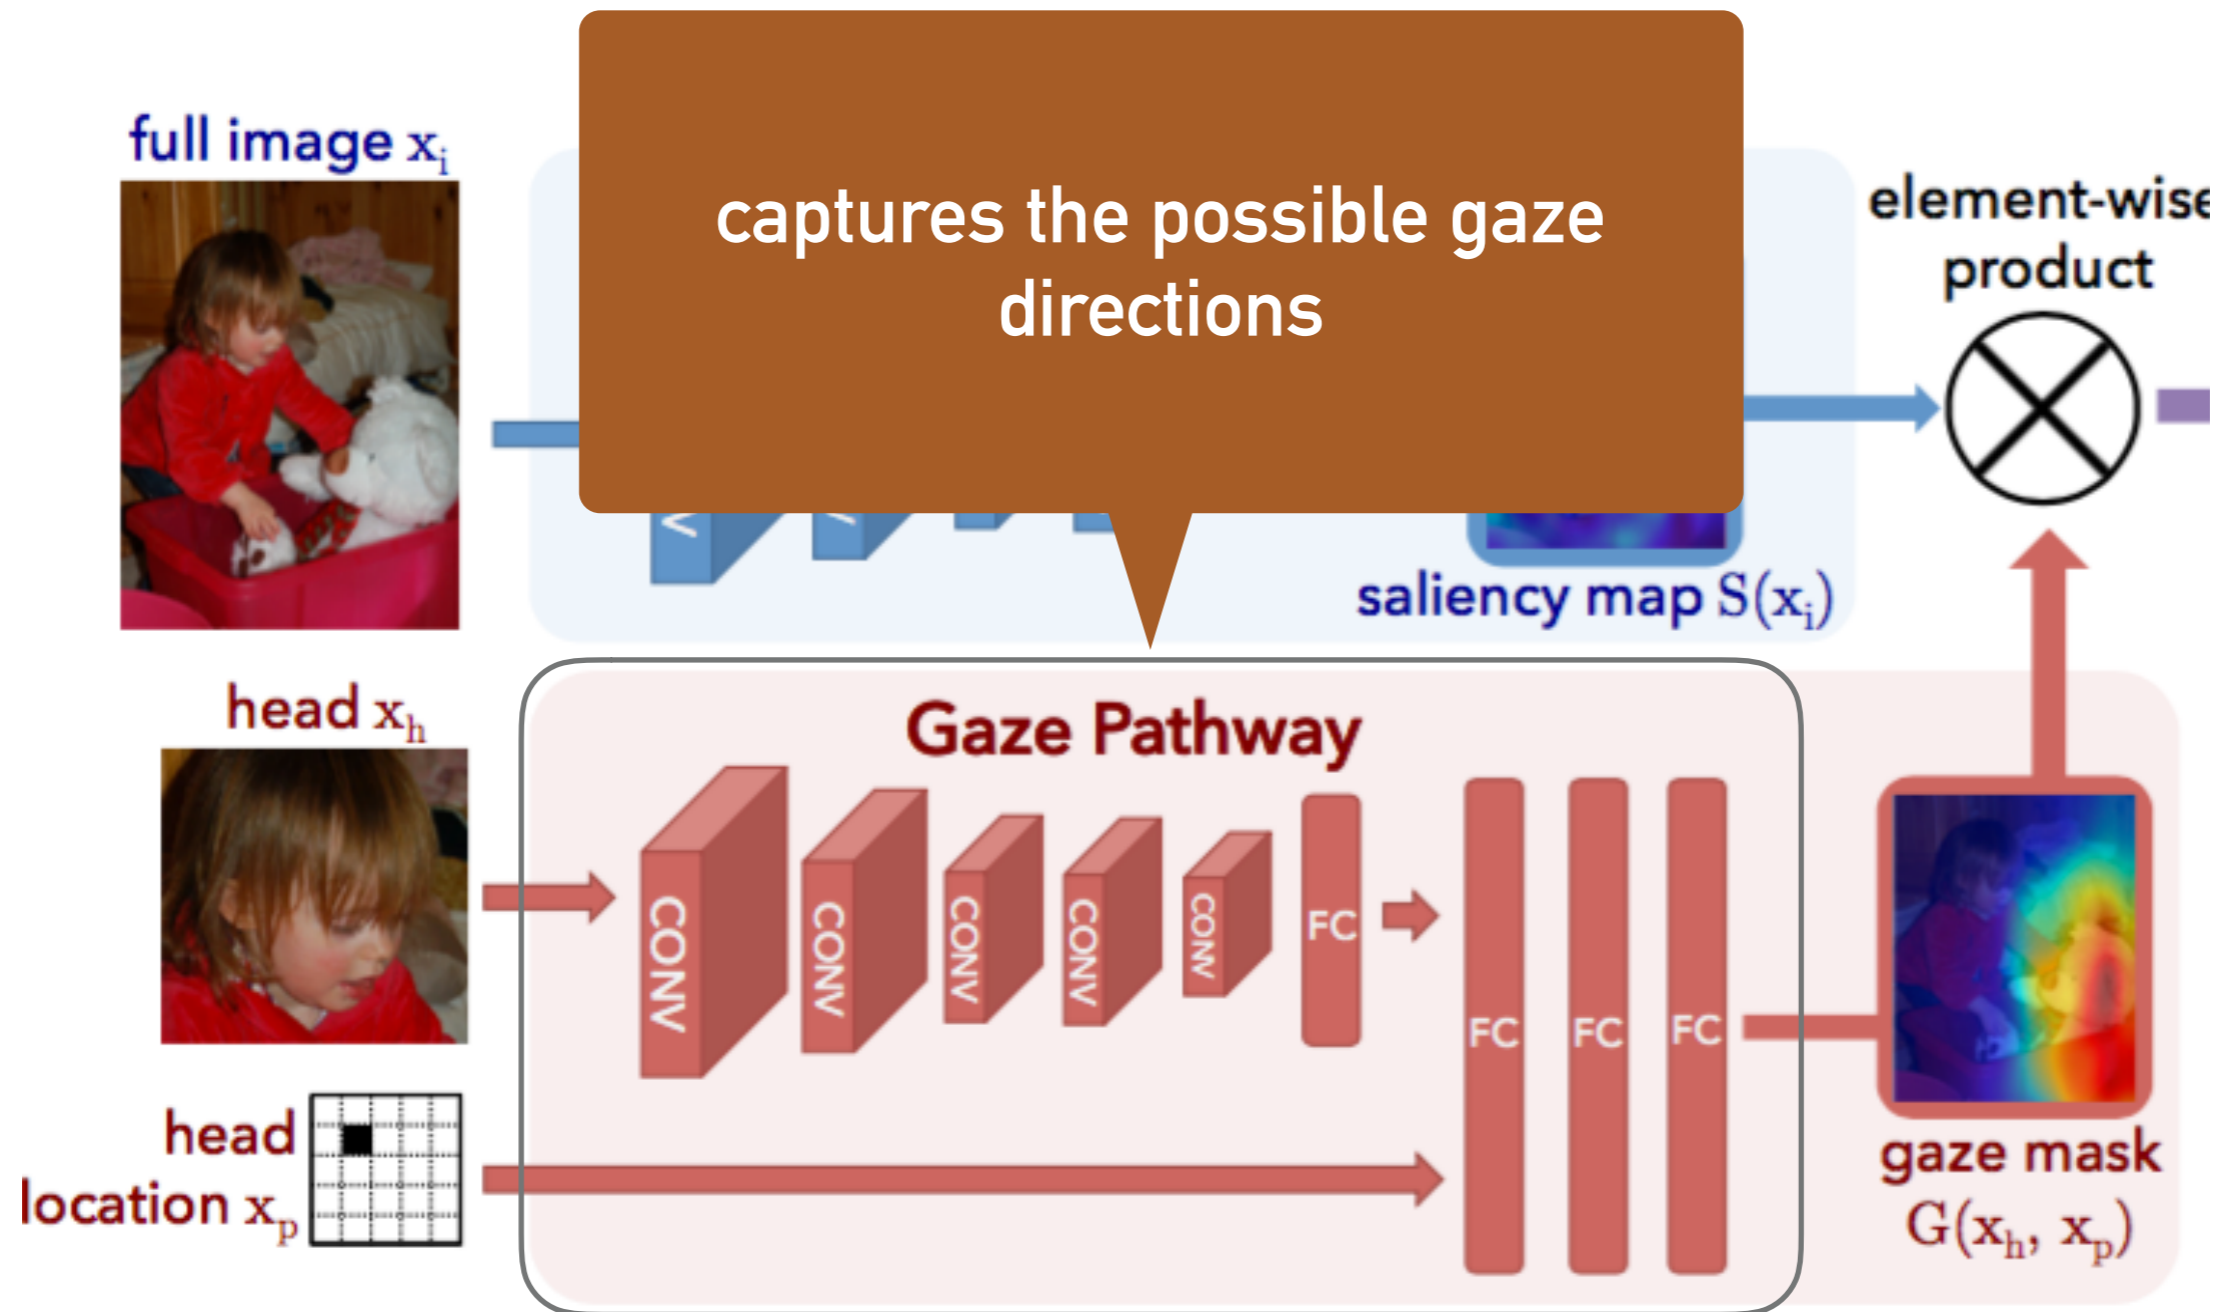 captures the possible gaze
directions
full image xᵢ
element-wise
product
saliency map S(xᵢ)
head xₕ
Gaze Pathway
CONV
CONV
CONV
CONV
CONV
FC
FC
FC
FC
head
location xₚ
gaze mask
G(xₕ, xₚ)